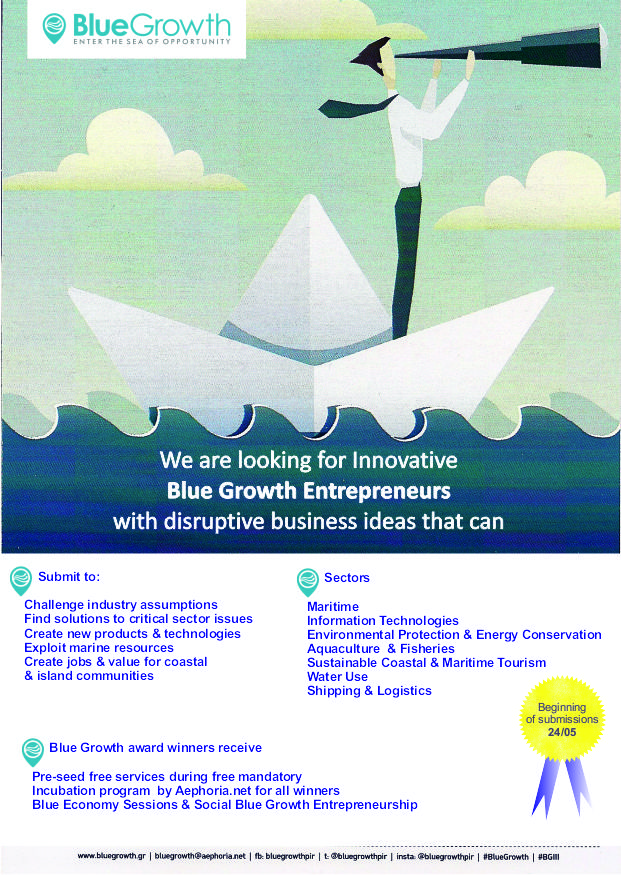 BlueGrowth
ENTER THE SEA OF OPPORTUNITY
We are looking for Innovative
Blue Growth Entrepreneurs
with disruptive business ideas that can
Submit to:
Challenge industry assumptions
Find solutions to critical sector issues
Create new products & technologies
Exploit marine resources
Create jobs & value for coastal
& island communities
Sectors
Maritime
Information Technologies
Environmental Protection & Energy Conservation
Aquaculture & Fisheries
Sustainable Coastal & Maritime Tourism
Water Use
Shipping & Logistics
Beginning
of submissions
24/05
Blue Growth award winners receive
Pre-seed free services during free mandatory
Incubation program by Aephoria.net for all winners
Blue Economy Sessions & Social Blue Growth Entrepreneurship
www.bluegrowth.gr | bluegrowth@aephoria.net | fb: bluegrowthpir | t: @bluegrowthpir | insta: @bluegrowthpir | #BlueGrowth | #BGIII